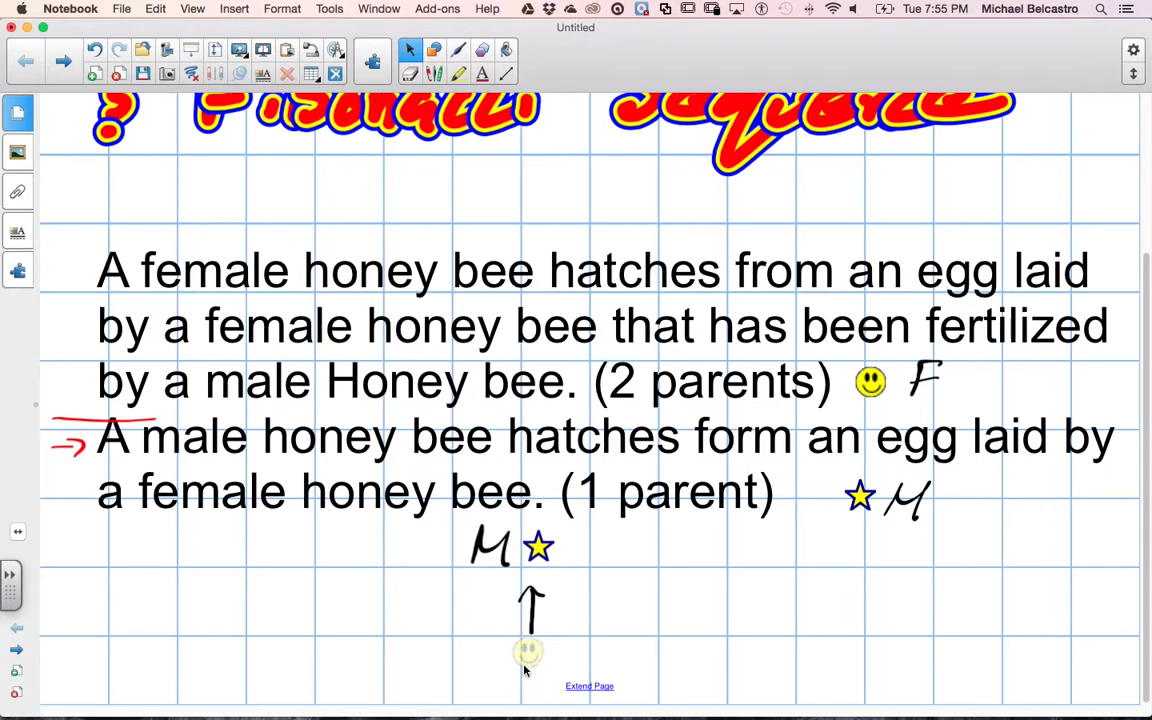 Notebook File Edit View Insert Format Tools Window Add-ons Help Tue 7:55 PM Michael Belcastro
Untitled
? Fibonacci Sequence
A female honey bee hatches from an egg laid
by a female honey bee that has been fertilized
by a male Honey bee. (2 parents) F
A male honey bee hatches form an egg laid by
a female honey bee. (1 parent) M
M
Extend Page